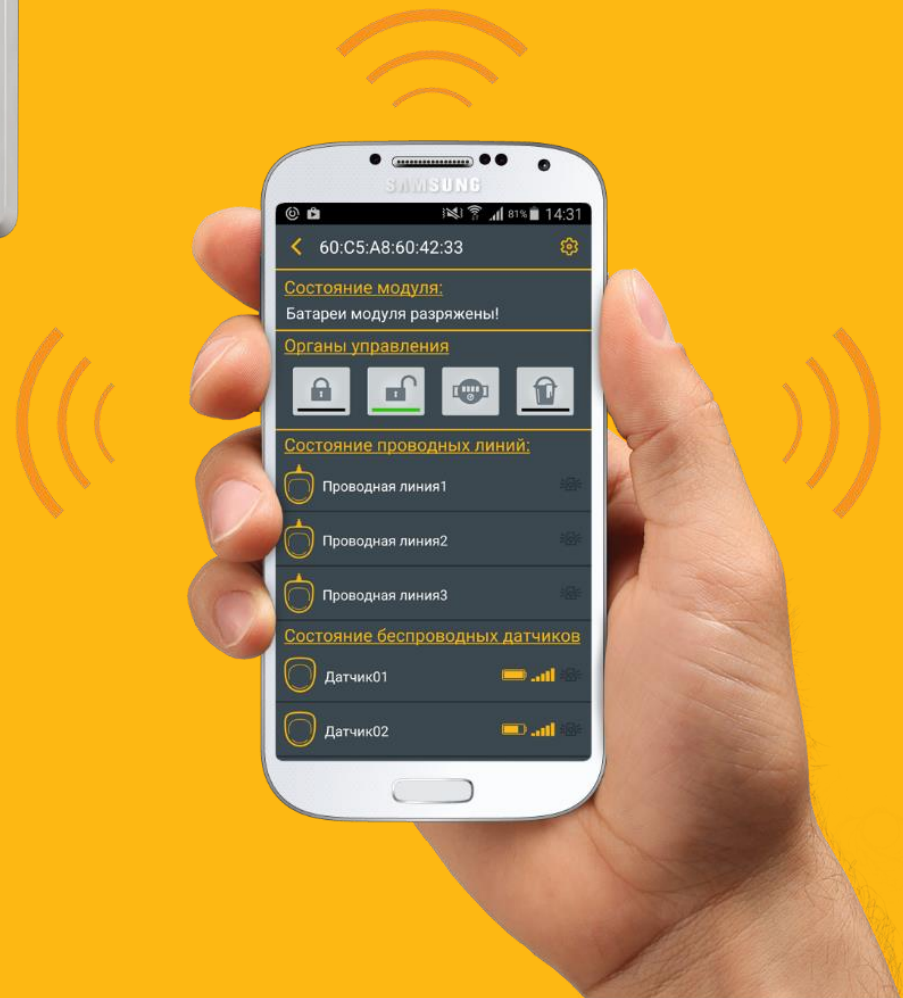 SAMSUNG
81% 14:31
60:C5:A8:60:42:33
Состояние модуля:
Батареи модуля разряжены!
Органы управления
Состояние проводных линий:
Проводная линия1
Проводная линия2
Проводная линия3
Состояние беспроводных датчиков
Датчик01
Датчик02